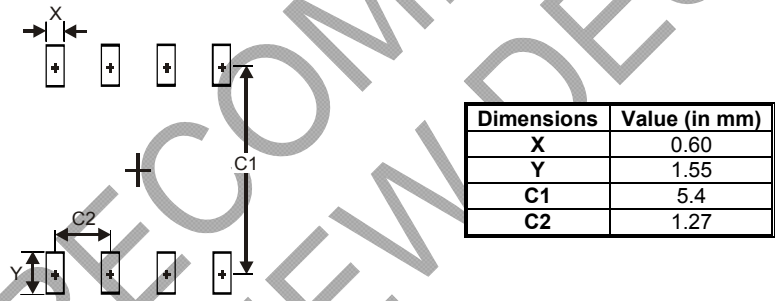 X
C1
C2
Y
Dimensions Value (in mm)
X 0.60
Y 1.55
C1 5.4
C2 1.27